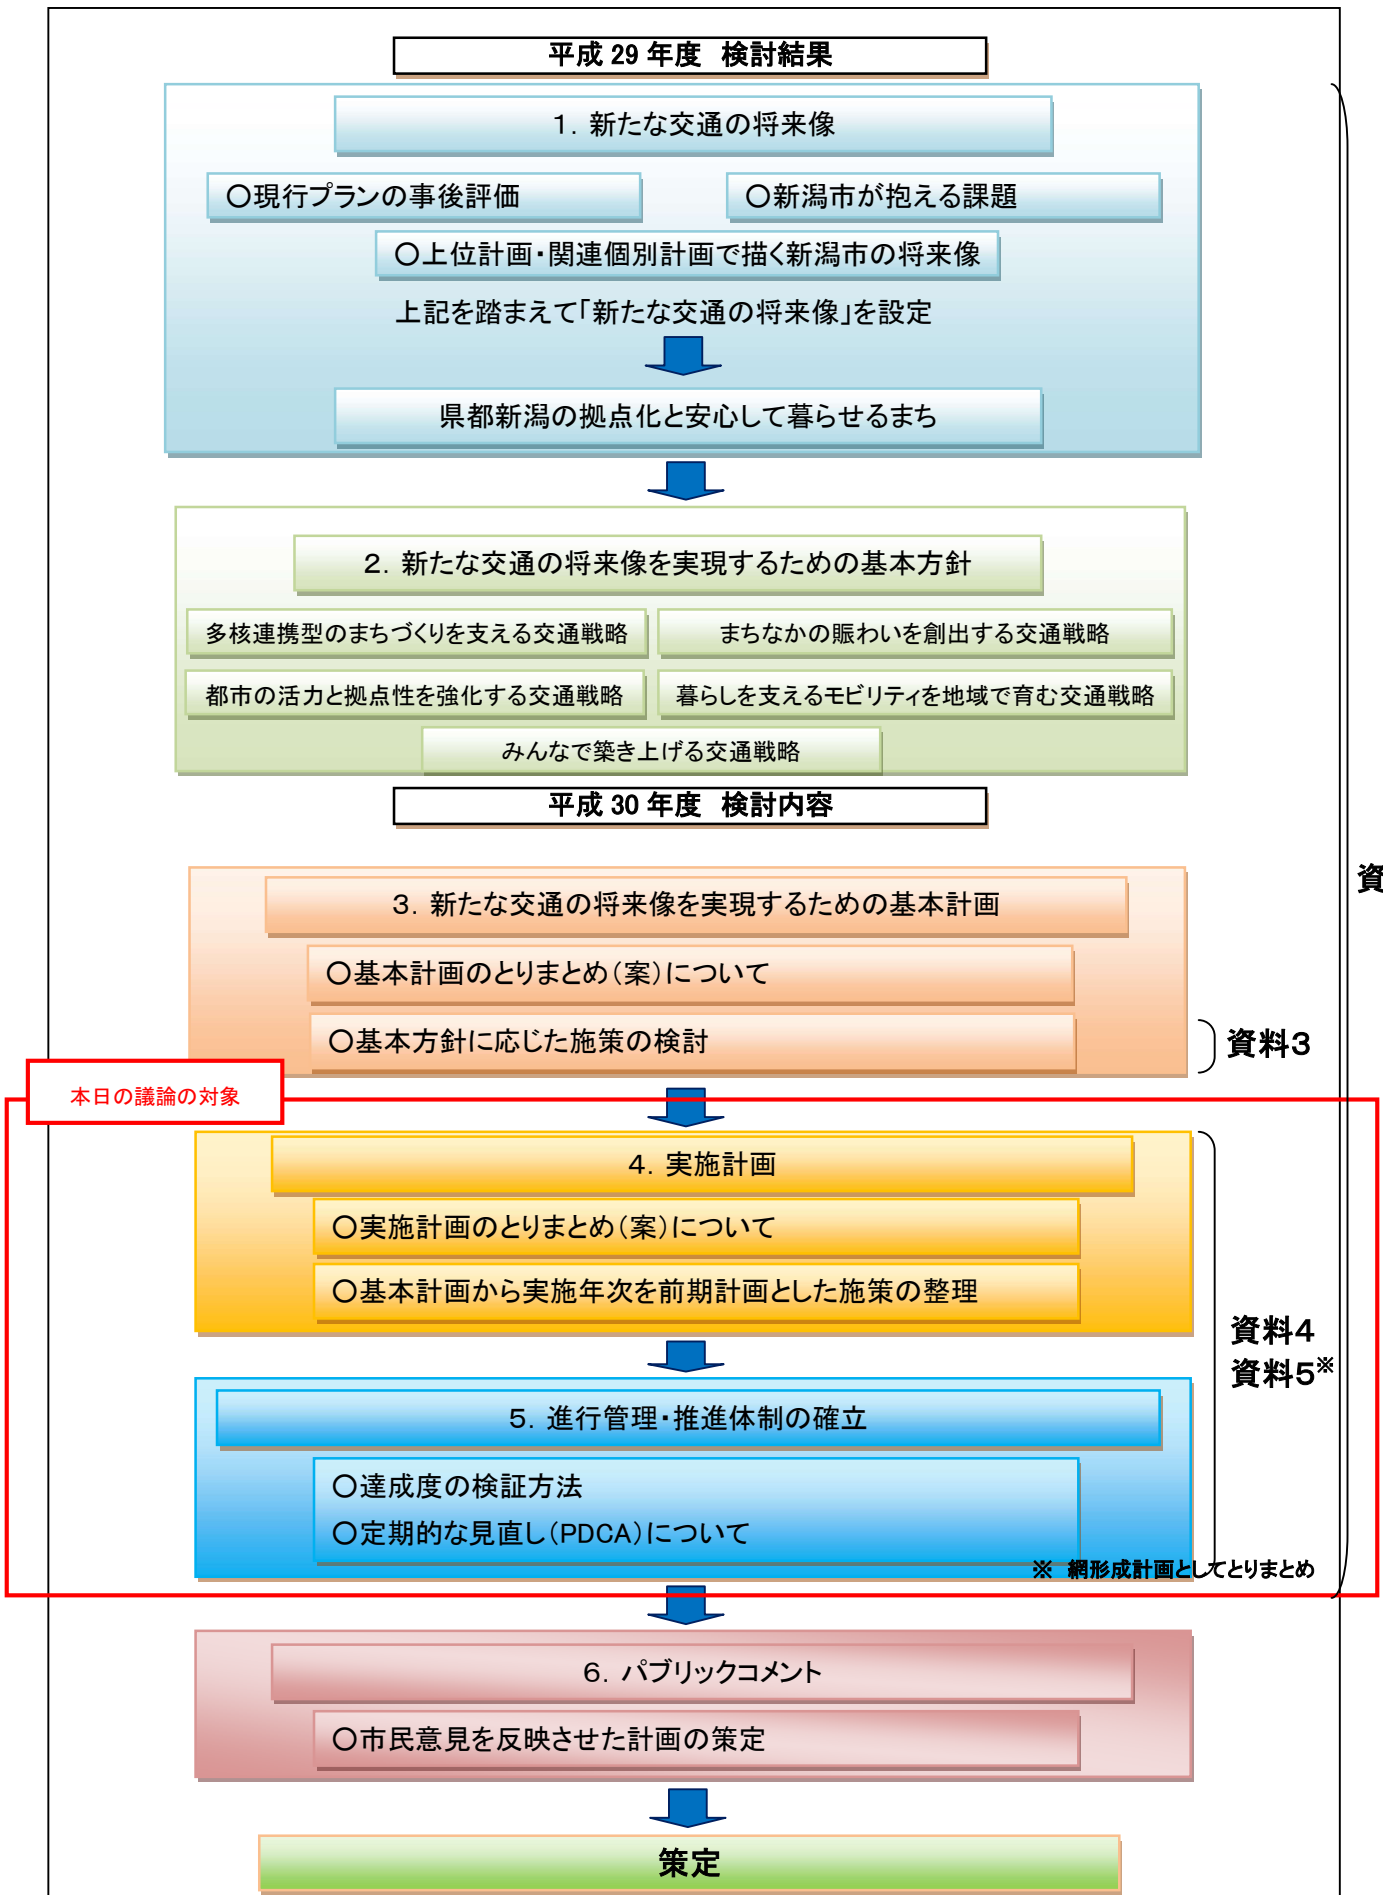 平成 29 年度 検討結果
1. 新たな交通の将来像
〇現行プランの事後評価
〇新潟市が抱える課題
〇上位計画・関連個別計画で描く新潟市の将来像
上記を踏まえて「新たな交通の将来像」を設定
県都新潟の拠点化と安心して暮らせるまち
2. 新たな交通の将来像を実現するための基本方針
多核連携型のまちづくりを支える交通戦略
まちなかの賑わいを創出する交通戦略
都市の活力と拠点性を強化する交通戦略
暮らしを支えるモビリティを地域で育む交通戦略
みんなで築き上げる交通戦略
平成 30 年度 検討内容
資
3. 新たな交通の将来像を実現するための基本計画
〇基本計画のとりまとめ(案)について
〇基本方針に応じた施策の検討
資料3
本日の議論の対象
4. 実施計画
〇実施計画のとりまとめ(案)について
〇基本計画から実施年次を前期計画とした施策の整理
資料4
資料5※
5. 進行管理・推進体制の確立
〇達成度の検証方法
〇定期的な見直し(PDCA)について
※ 網形成計画としてとりまとめ
6. パブリックコメント
〇市民意見を反映させた計画の策定
策定